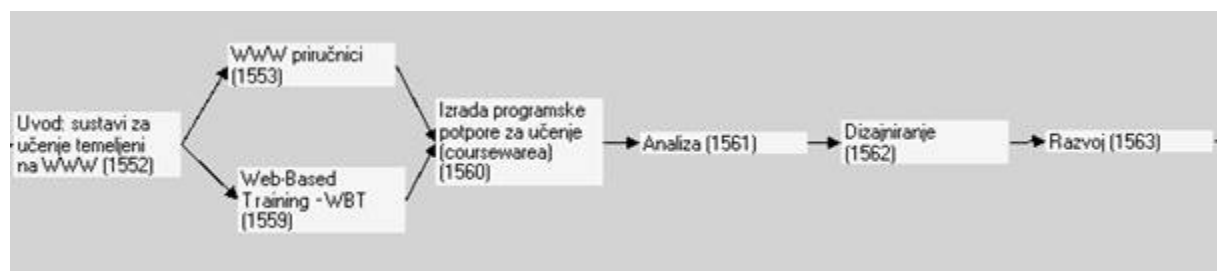 Uvod: sustavi za
učenje temeljeni
na WWW (1552)
WWW priručnici
(1553)
Web-Based
Training - WBT
(1559)
Izrada programske
potpore za učenje
(coursewarea)
(1560)
Analiza (1561)
Dizajniranje
(1562)
Razvoj (1563)